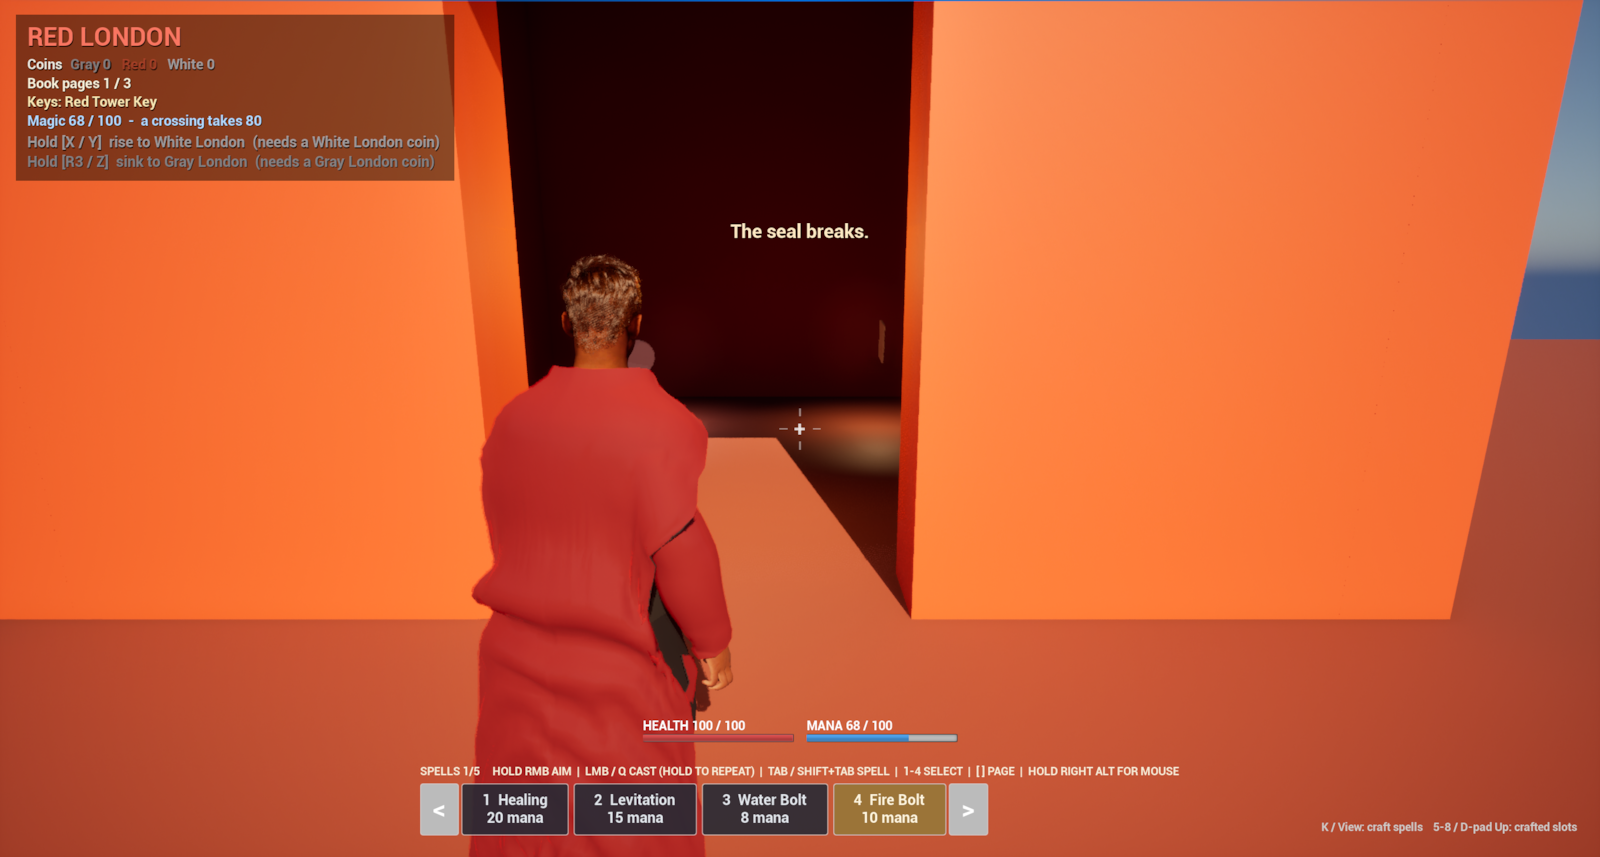 RED LONDON
Coins Gray 0 Red 0 White 0
Book pages 1 / 3
Keys: Red Tower Key
Magic 68 / 100 - a crossing takes 80
Hold [X / Y] rise to White London (needs a White London coin)
Hold [R3 / Z] sink to Gray London (needs a Gray London coin)
The seal breaks.
HEALTH 100 / 100 MANA 68 / 100
SPELLS 1/5 HOLD RMB AIM | LMB / Q CAST (HOLD TO REPEAT) | TAB / SHIFT+TAB SPELL | 1-4 SELECT | [ ] PAGE | HOLD RIGHT ALT FOR MOUSE
< 1 Healing 2 Levitation 3 Water Bolt 4 Fire Bolt >
20 mana 15 mana 8 mana 10 mana
K / View: craft spells 5-8 / D-pad Up: crafted slots